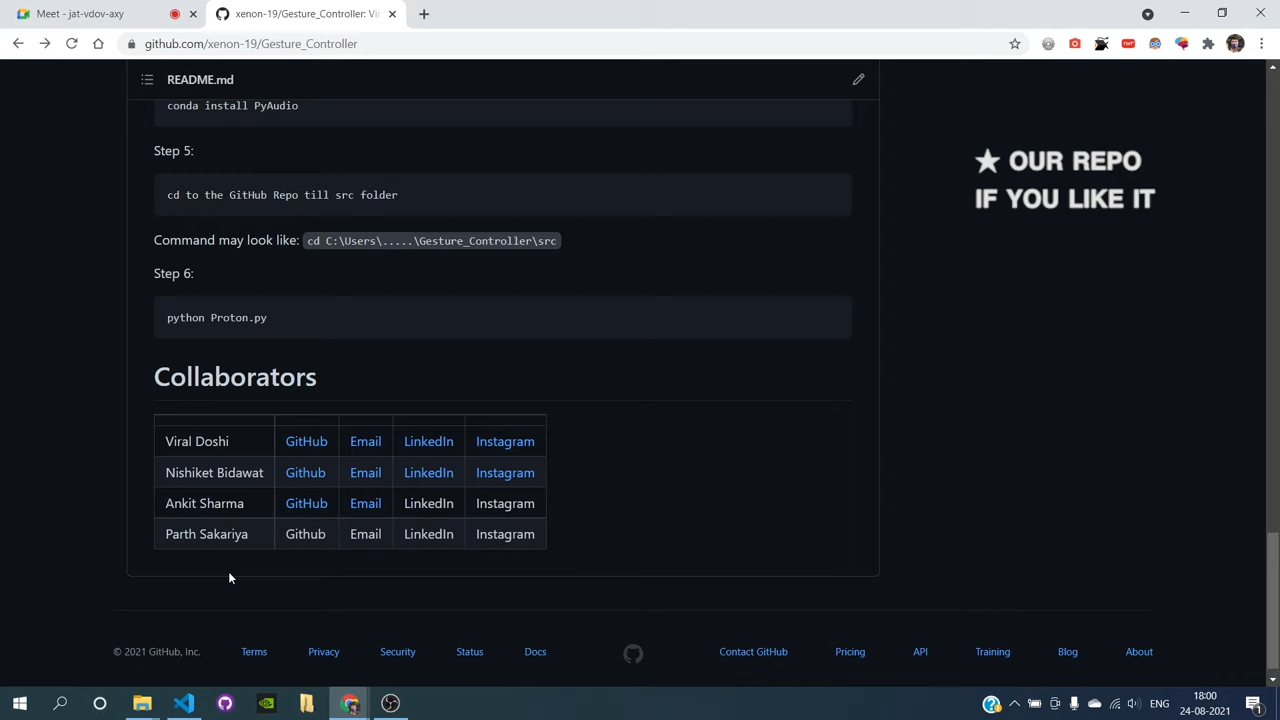 Meet - jat-vdov-axy
xenon-19/Gesture_Controller: Vi
github.com/xenon-19/Gesture_Controller
README.md
conda install PyAudio
★ OUR REPO
IF YOU LIKE IT
Step 5:
cd to the GitHub Repo till src folder
Command may look like: cd C:\Users\.....\Gesture_Controller\src
Step 6:
python Proton.py
Collaborators
Viral Doshi GitHub Email LinkedIn Instagram
Nishiket Bidawat Github Email LinkedIn Instagram
Ankit Sharma GitHub Email LinkedIn Instagram
Parth Sakariya Github Email LinkedIn Instagram
© 2021 GitHub, Inc. Terms Privacy Security Status Docs Contact GitHub Pricing API Training Blog About
ENG
18:00
24-08-2021
1